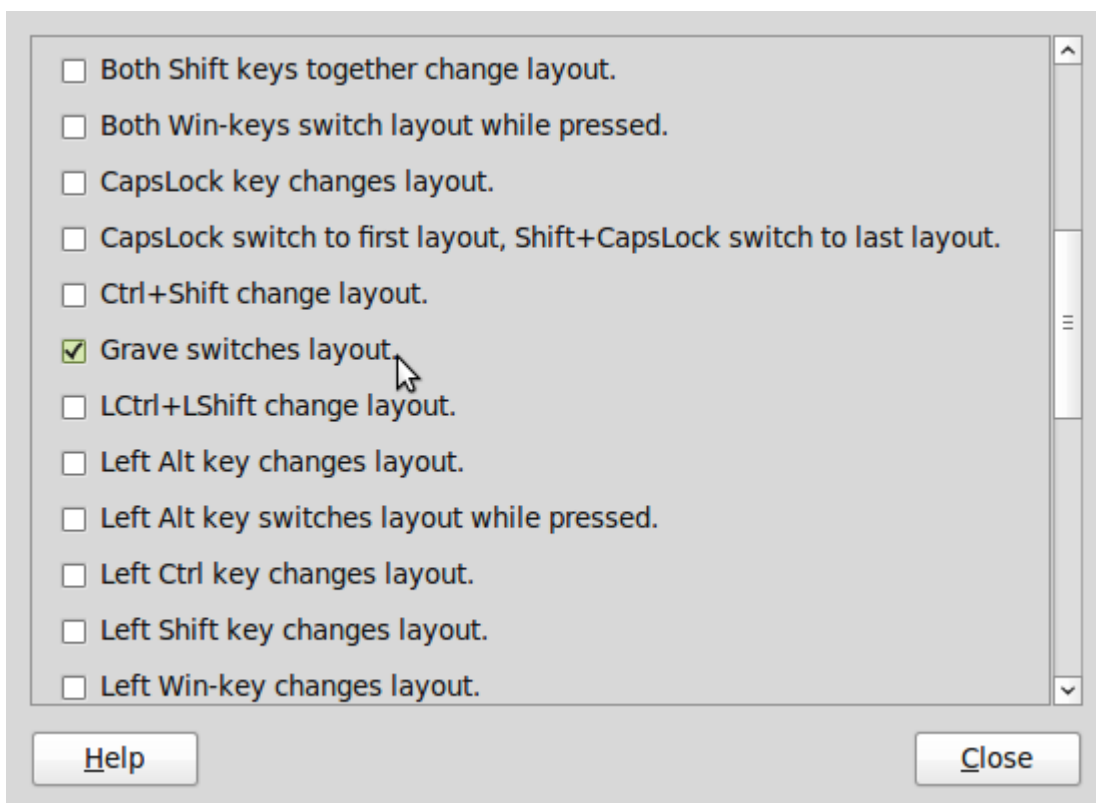 Both Shift keys together change layout.
Both Win-keys switch layout while pressed.
CapsLock key changes layout.
CapsLock switch to first layout, Shift+CapsLock switch to last layout.
Ctrl+Shift change layout.
Grave switches layout.
LCtrl+LShift change layout.
Left Alt key changes layout.
Left Alt key switches layout while pressed.
Left Ctrl key changes layout.
Left Shift key changes layout.
Left Win-key changes layout.
Help
Close